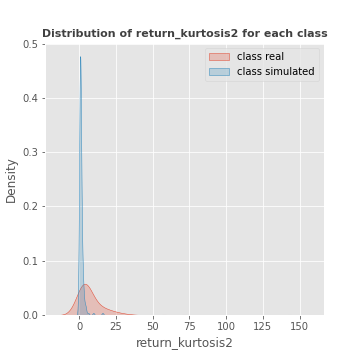 Distribution of return_kurtosis2 for each class
class real
class simulated
0.5
0.4
0.3
0.2
0.1
0.0
Density
0 25 50 75 100 125 150
return_kurtosis2